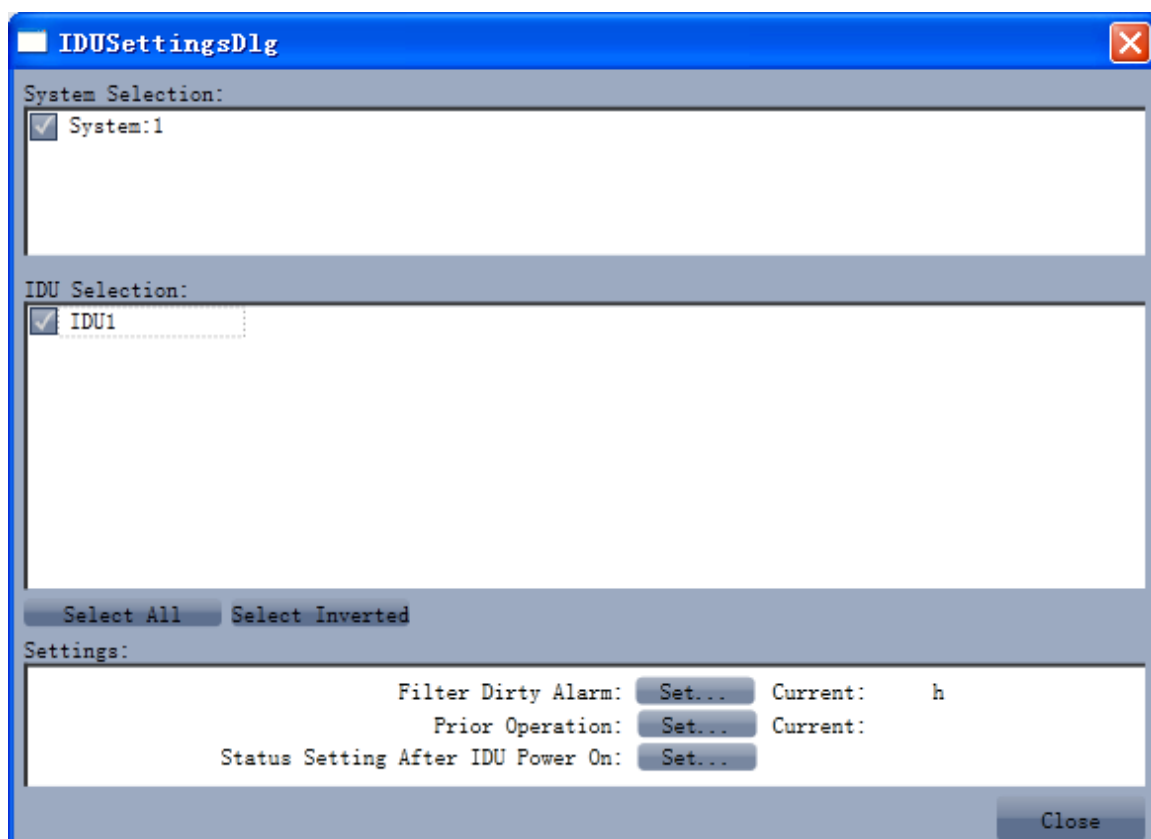 IDUSettingsDlg
System Selection:
System:1
IDU Selection:
IDU1
Select All Select Inverted
Settings:
Filter Dirty Alarm: Set... Current: h
Prior Operation: Set... Current:
Status Setting After IDU Power On: Set...
Close